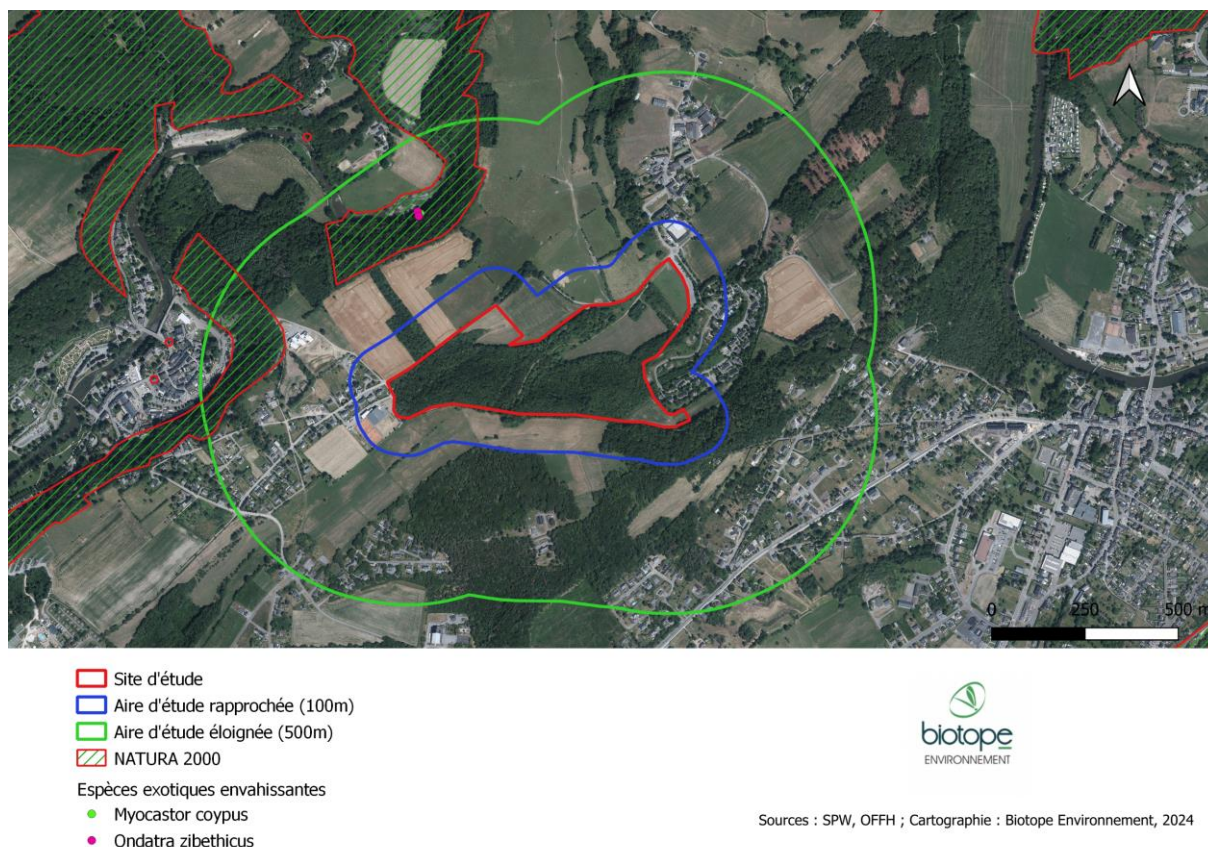 0 250 500 m
Site d'étude
Aire d'étude rapprochée (100m)
Aire d'étude éloignée (500m)
NATURA 2000
Espèces exotiques envahissantes
Myocastor coypus
Ondatra zibethicus
biotope
ENVIRONNEMENT
Sources : SPW, OFFH ; Cartographie : Biotope Environnement, 2024